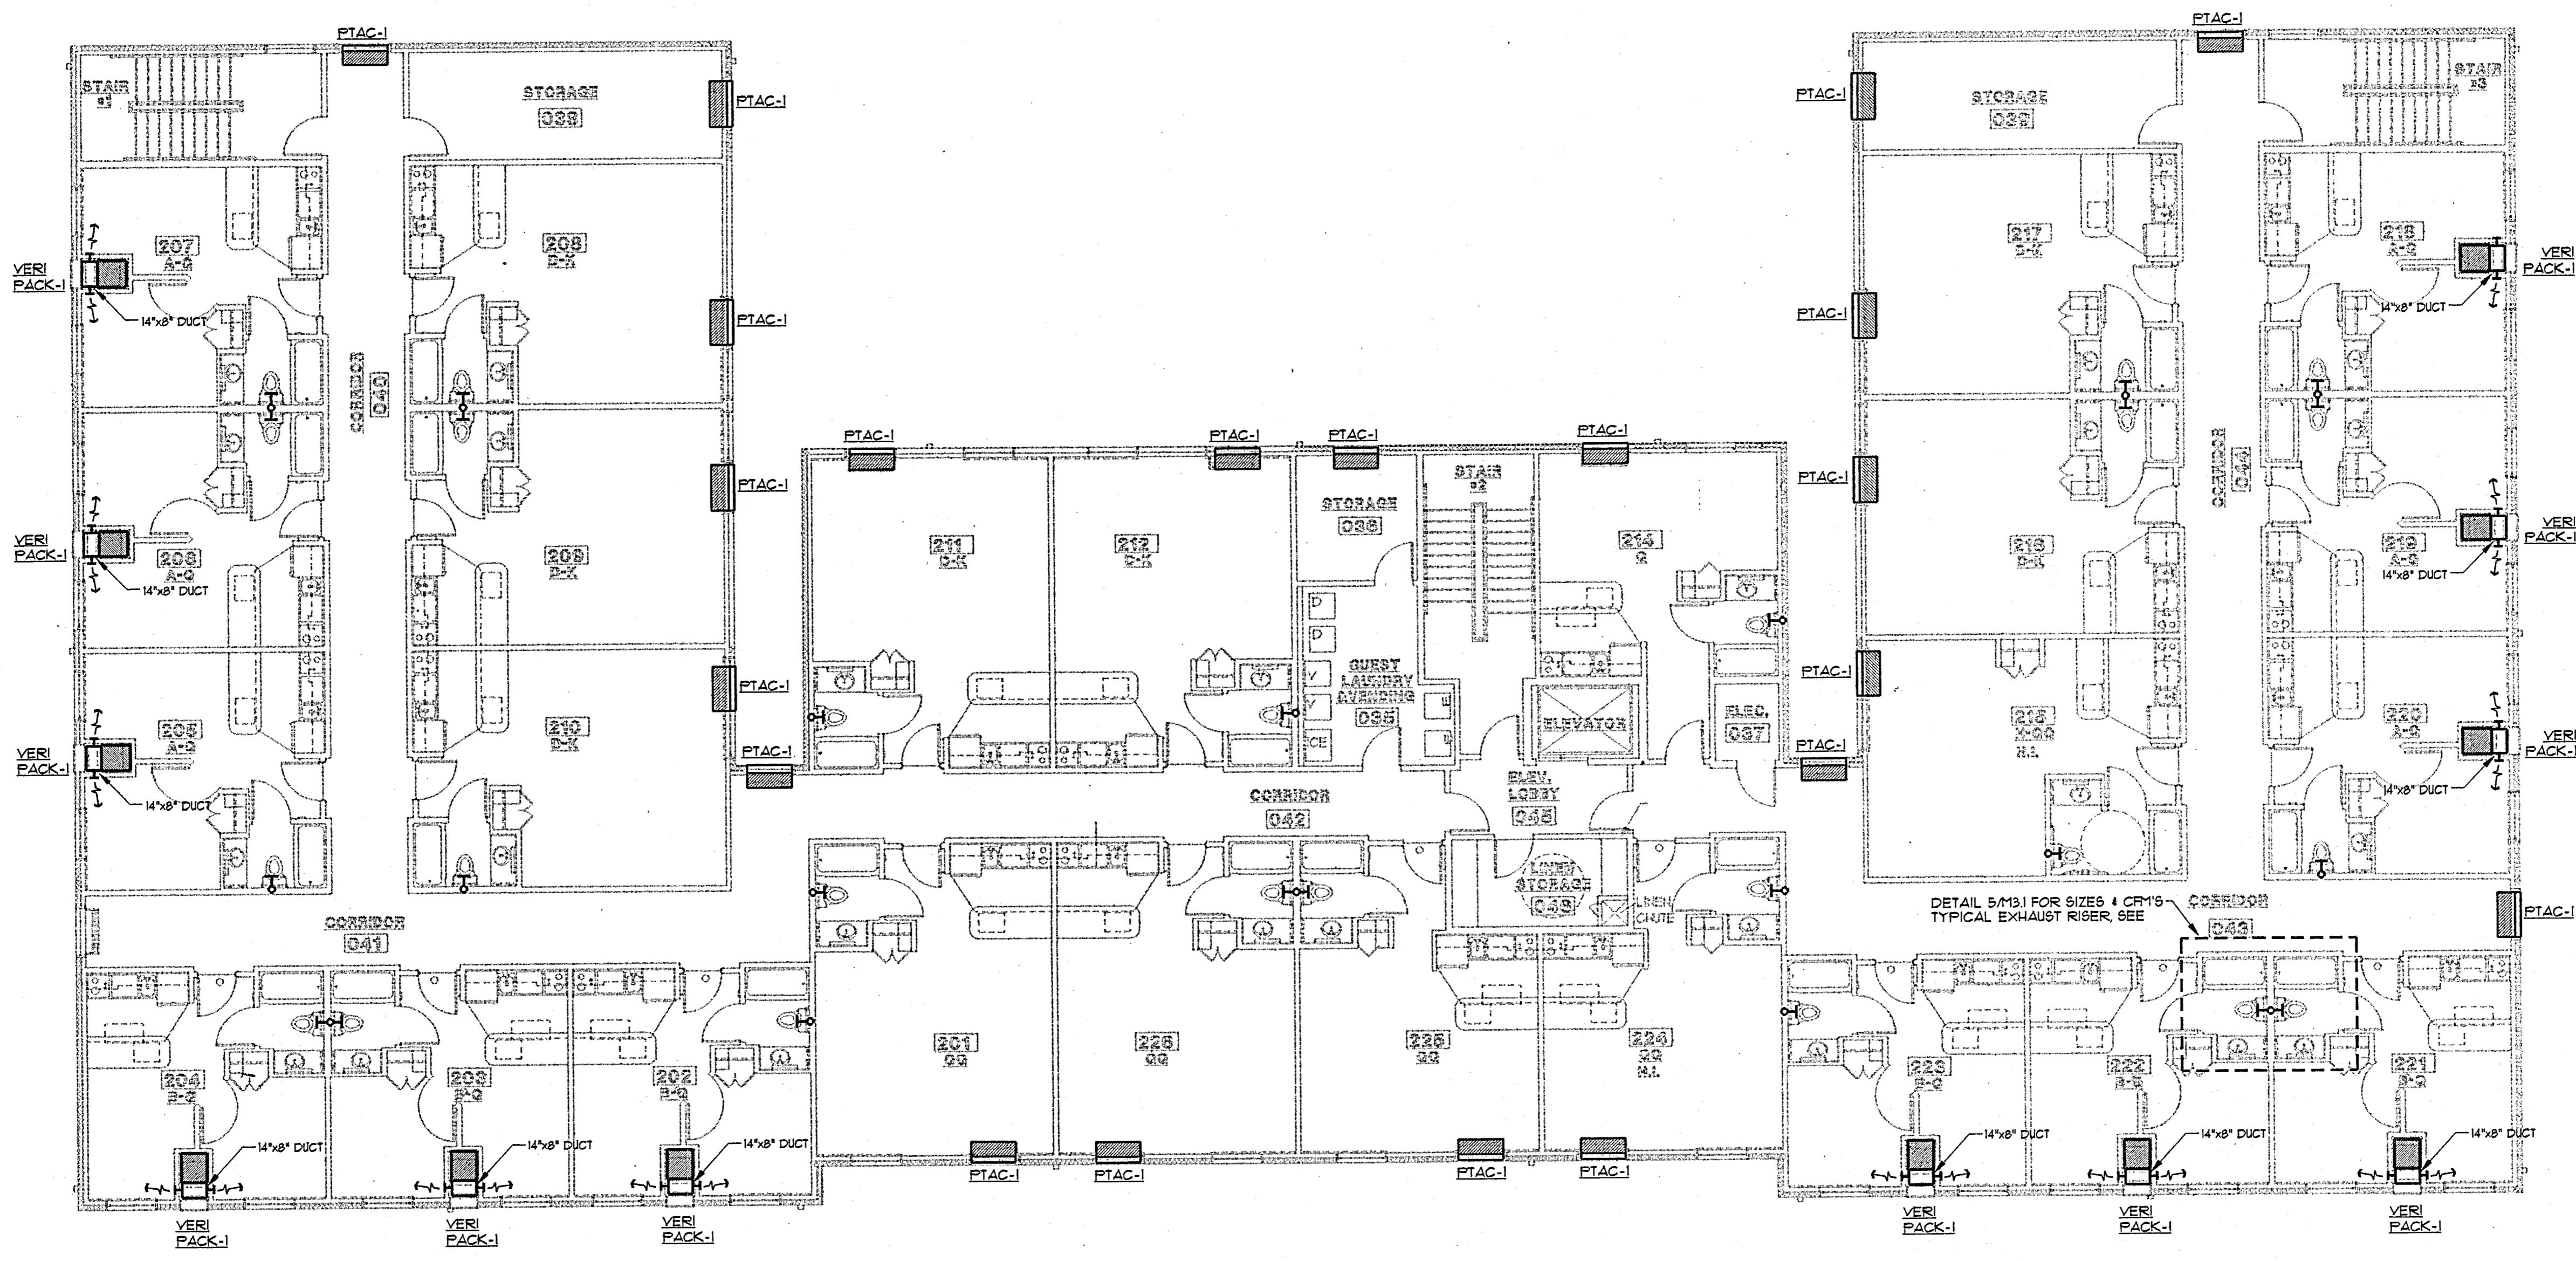 PTAC-1
PTAC-1
STAIR
#1
STORAGE
038
PTAC-1
PTAC-1
STORAGE
039
STAIR
#3
207
A-Q
208
D-K
217
D-K
218
A-Q
VERI
PACK-1
VERI
PACK-1
14"x8" DUCT
14"x8" DUCT
PTAC-1
PTAC-1
CORRIDOR
040
CORRIDOR
044
PTAC-1
PTAC-1
PTAC-1
PTAC-1
PTAC-1
PTAC-1
STORAGE
036
STAIR
#2
VERI
PACK-1
206
A-Q
14"x8" DUCT
209
D-K
211
D-K
212
D-K
214
Q
216
D-K
219
A-Q
14"x8" DUCT
VERI
PACK-1
D
D
V
V
CE
GUEST
LAUNDRY
& VENDING
035
PTAC-1
PTAC-1
VERI
PACK-1
205
A-Q
14"x8" DUCT
210
D-K
PTAC-1
ELEVATOR
ELEC.
037
PTAC-1
215
K-QQ
H.I.
220
A-Q
14"x8" DUCT
VERI
PACK-1
CORRIDOR
042
ELEV.
LOBBY
045
LINEN
STORAGE
046
LINEN
CHUTE
CORRIDOR
041
DETAIL 5/M3.1 FOR SIZES & CFM'S
TYPICAL EXHAUST RISER, SEE
CORRIDOR
043
PTAC-1
204
B-Q
203
B-Q
202
B-Q
201
QQ
226
QQ
225
QQ
224
QQ
H.I.
223
B-Q
222
B-Q
221
B-Q
14"x8" DUCT
14"x8" DUCT
14"x8" DUCT
14"x8" DUCT
14"x8" DUCT
14"x8" DUCT
PTAC-1
PTAC-1
PTAC-1
PTAC-1
VERI
PACK-1
VERI
PACK-1
VERI
PACK-1
VERI
PACK-1
VERI
PACK-1
VERI
PACK-1